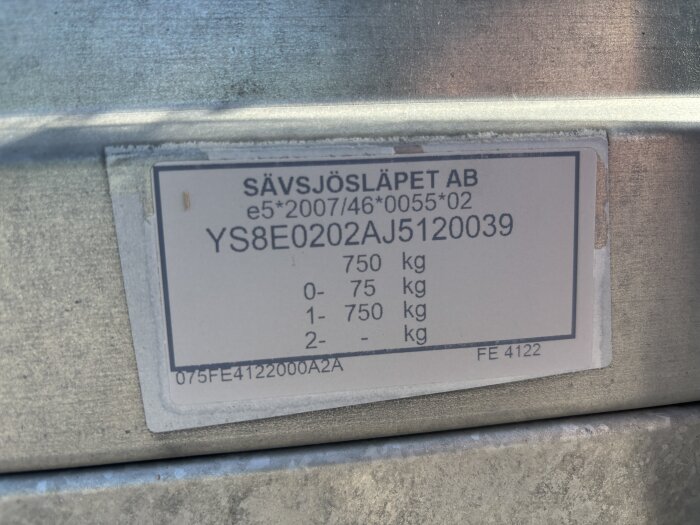 SÄVSJÖSLÄPET AB
e5*2007/46*0055*02
YS8E0202AJ5120039
750 kg
0- 75 kg
1- 750 kg
2- - kg
075FE4122000A2A FE 4122